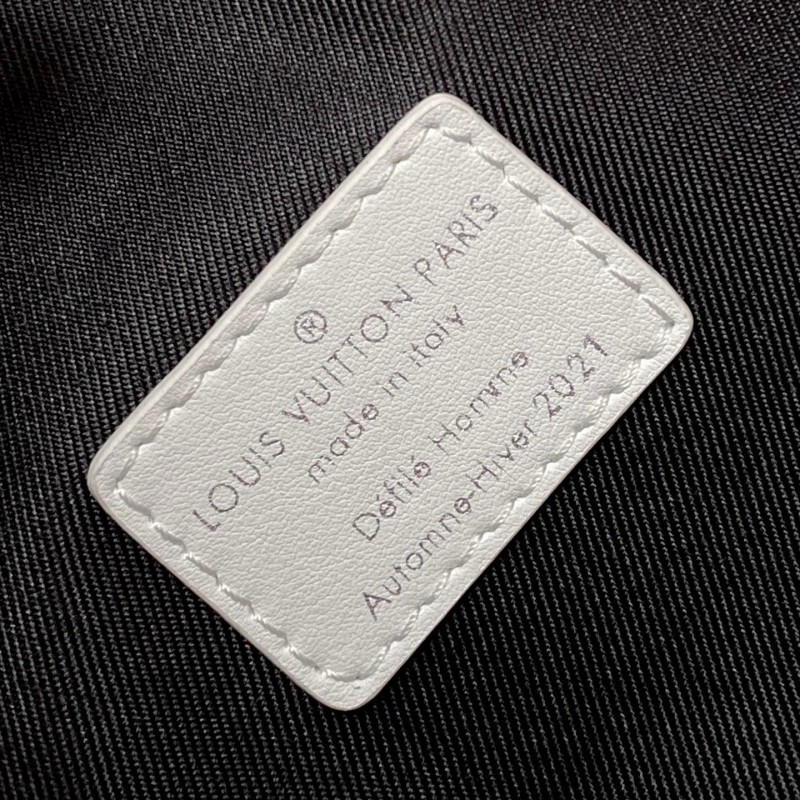 ®
LOUIS VUITTON PARIS
made in italy
Défilé Homme
Automne-Hiver 2021